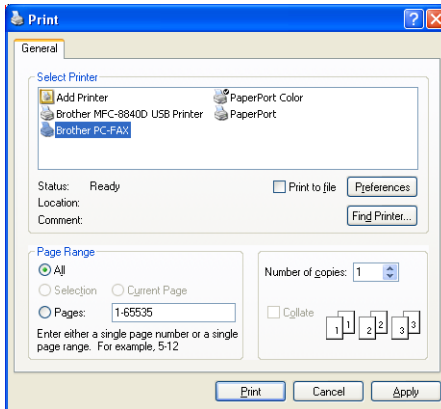 Print
General
Select Printer
Add Printer
PaperPort Color
Brother MFC-8840D USB Printer
PaperPort
Brother PC-FAX
Status: Ready
Print to file
Preferences
Location:
Comment:
Find Printer...
Page Range
All
Selection
Current Page
Pages: 1-65535
Enter either a single page number or a single
page range. For example, 5-12
Number of copies: 1
Collate
1 1 2 2 3 3
Print
Cancel
Apply